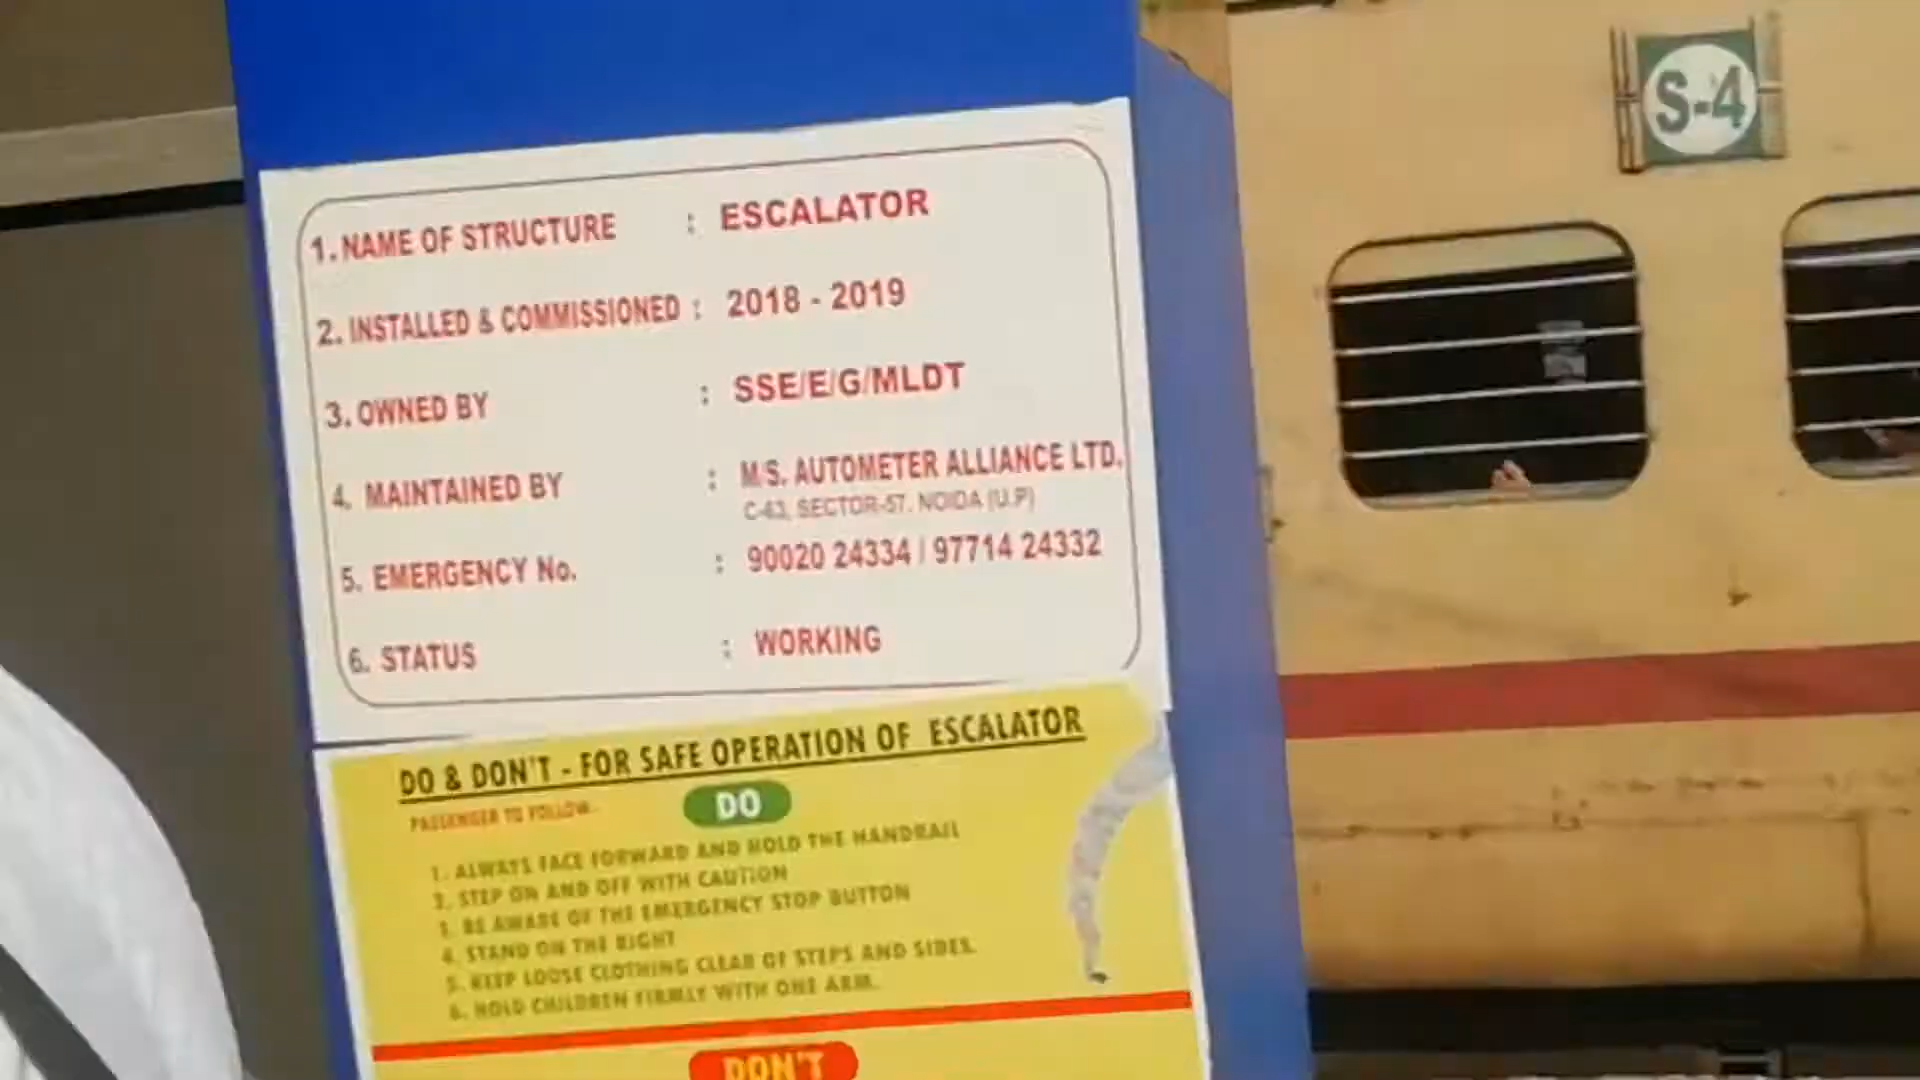 1. NAME OF STRUCTURE : ESCALATOR
2. INSTALLED & COMMISSIONED : 2018 - 2019
3. OWNED BY : SSE/E/G/MLDT
4. MAINTAINED BY : M/S. AUTOMETER ALLIANCE LTD.
C-63, SECTOR-57, NOIDA (U.P)
5. EMERGENCY No. : 90020 24334 / 97714 24332
6. STATUS : WORKING
DO & DON'T - FOR SAFE OPERATION OF ESCALATOR
PASSENGER TO FOLLOW-
DO
1. ALWAYS FACE FORWARD AND HOLD THE HANDRAIL
2. STEP ON AND OFF WITH CAUTION
3. BE AWARE OF THE EMERGENCY STOP BUTTON
4. STAND ON THE RIGHT
5. KEEP LOOSE CLOTHING CLEAR OF STEPS AND SIDES.
6. HOLD CHILDREN FIRMLY WITH ONE ARM.
DON'T
S-4